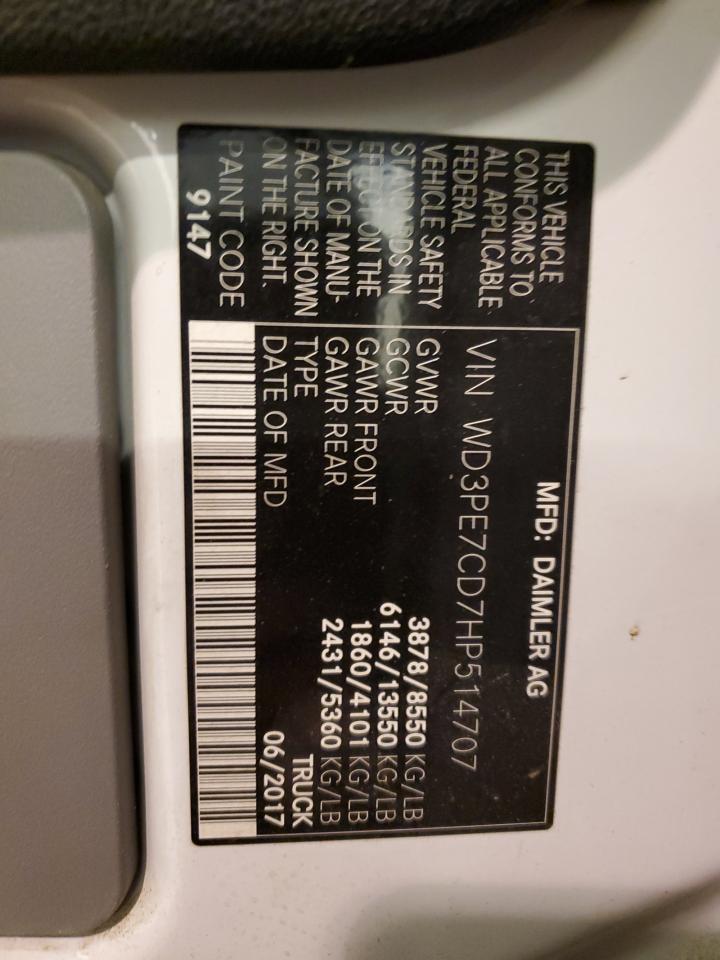 THIS VEHICLE
CONFORMS TO
ALL APPLICABLE
FEDERAL
VEHICLE SAFETY
STANDARDS IN
EFFECT ON THE
DATE OF MANU-
FACTURE SHOWN
ON THE RIGHT.
PAINT CODE
9147
MFD: DAIMLER AG
VIN WD3PE7CD7HP514707
GVWR 3878/8550 KG/LB
GCWR 6146/13550 KG/LB
GAWR FRONT 1860/4101 KG/LB
GAWR REAR 2431/5360 KG/LB
TYPE TRUCK
DATE OF MFD 06/2017